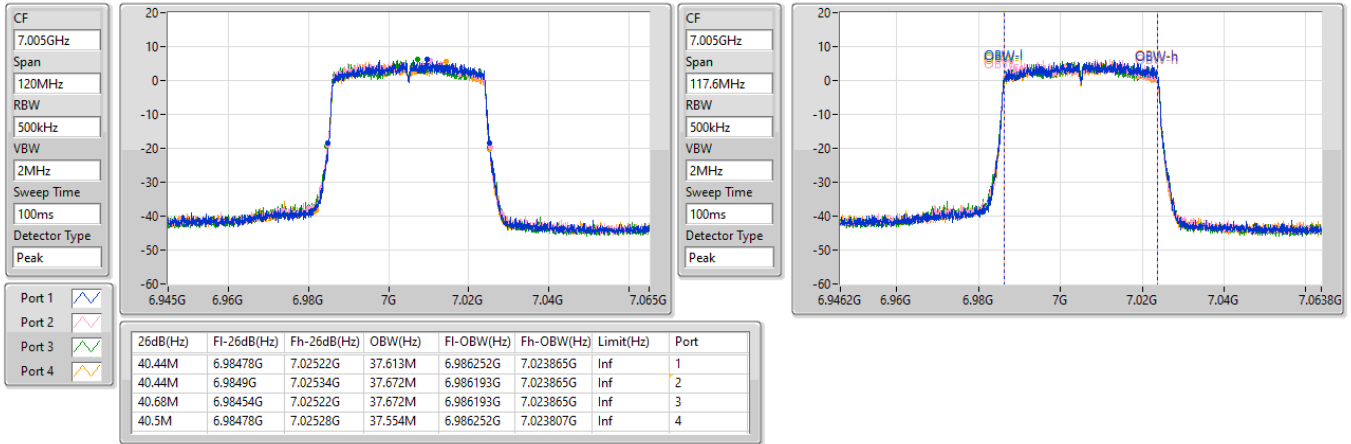 CF
7.005GHz
Span
120MHz
RBW
500kHz
VBW
2MHz
Sweep Time
100ms
Detector Type
Peak
20
10
0
-10
-20
-30
-40
-50
-60
6.945G 6.96G 6.98G 7G 7.02G 7.04G 7.065G
CF
7.005GHz
Span
117.6MHz
RBW
500kHz
VBW
2MHz
Sweep Time
100ms
Detector Type
Peak
20
10
0
-10
-20
-30
-40
-50
-60
OBW-l OBW-h
6.9462G 6.96G 6.98G 7G 7.02G 7.04G 7.0638G
Port 1
Port 2
Port 3
Port 4
26dB(Hz) Fl-26dB(Hz) Fh-26dB(Hz) OBW(Hz) Fl-OBW(Hz) Fh-OBW(Hz) Limit(Hz) Port
40.44M 6.98478G 7.02522G 37.613M 6.986252G 7.023865G Inf 1
40.44M 6.9849G 7.02534G 37.672M 6.986193G 7.023865G Inf 2
40.68M 6.98454G 7.02522G 37.672M 6.986193G 7.023865G Inf 3
40.5M 6.98478G 7.02528G 37.554M 6.986252G 7.023807G Inf 4